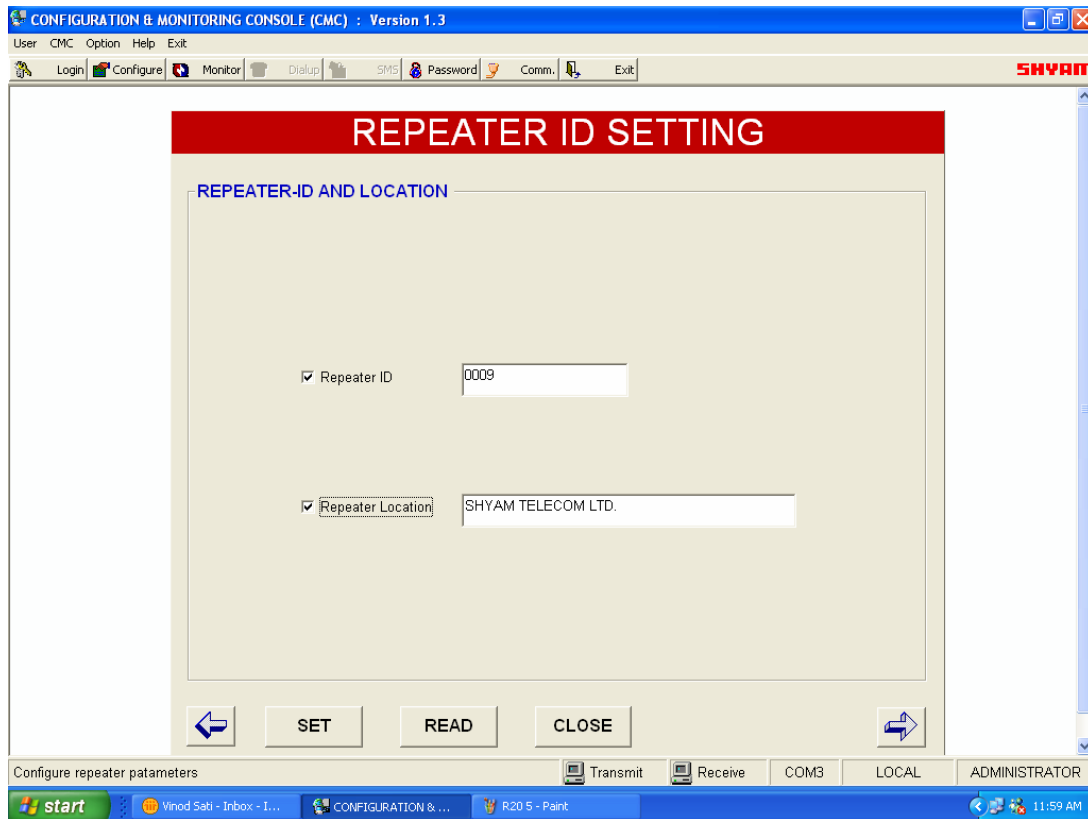 CONFIGURATION & MONITORING CONSOLE (CMC) : Version 1.3
User CMC Option Help Exit
Login Configure Monitor Dialup SMS Password Comm. Exit SHYAM
REPEATER ID SETTING
REPEATER-ID AND LOCATION
Repeater ID 0009
Repeater Location SHYAM TELECOM LTD.
SET READ CLOSE
Configure repeater patameters Transmit Receive COM3 LOCAL ADMINISTRATOR
start Vinod Sati - Inbox - I... CONFIGURATION & ... R20 5 - Paint 11:59 AM